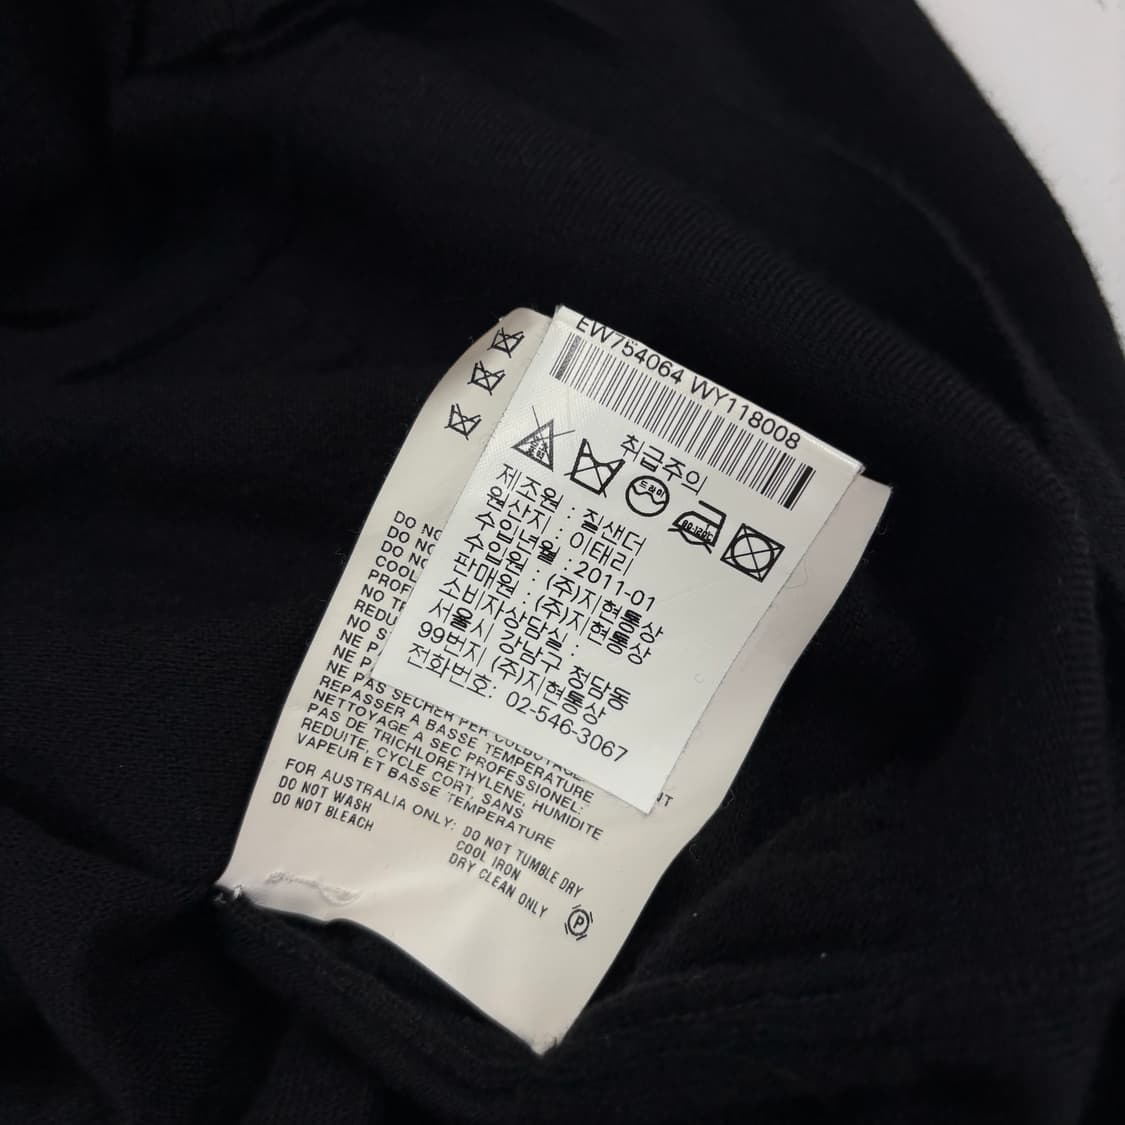 EW754064 WY118008
취급주의
드라이
80-120℃
제조원 : 질샌더
원산지 : 이태리
수입년월 : 2011-01
수입원 : (주)지현통상
판매원 : (주)지현통상
소비자상담실 :
서울시 강남구 청담동
99번지 (주)지현통상
전화번호: 02-546-3067
DO
DO
DO
COOL
NO
NO
NE
NE
NE PAS SECHER PAR
REPASSER A BASSE TEMPERATURE
NETTOYAGE A SEC PROFESSIONEL:
PAS DE TRICHLORETHYLENE, HUMIDITE
REDUITE, CYCLE CORT, SANS
VAPEUR ET BASSE TEMPERATURE
FOR AUSTRALIA ONLY:
DO NOT WASH
DO NOT BLEACH
DO NOT TUMBLE DRY
COOL IRON
DRY CLEAN ONLY
P